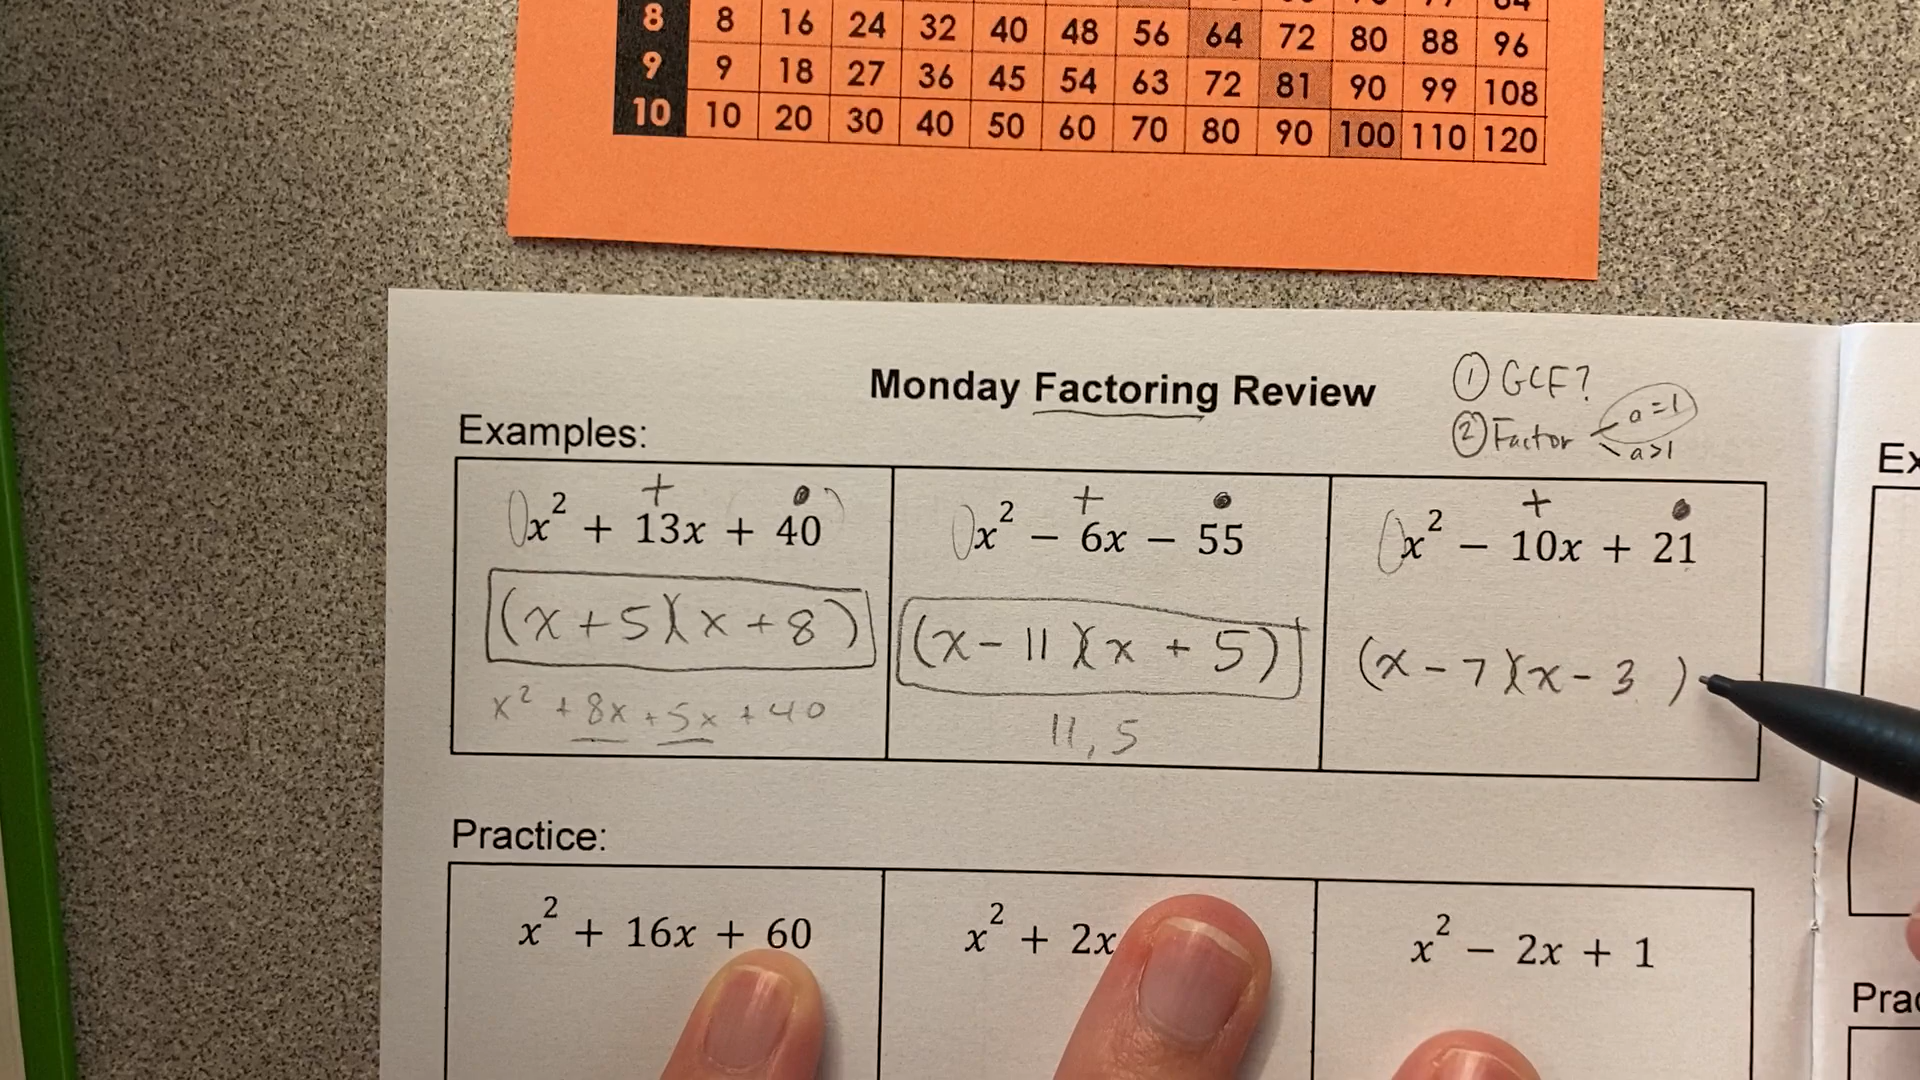 84
8 8 16 24 32 40 48 56 64 72 80 88 96
9 9 18 27 36 45 54 63 72 81 90 99 108
10 10 20 30 40 50 60 70 80 90 100 110 120
Monday Factoring Review
① GCF?
② Factor a=1
a>1
Examples:
+ •
x² + 13x + 40
(x+5)(x+8)
x² + 8x + 5x + 40
+ •
x² − 6x − 55
(x-11)(x+5)
11, 5
+ •
x² − 10x + 21
(x-7)(x-3)
Practice:
x² + 16x + 60
x² + 2x
x² − 2x + 1
Ex
Prac